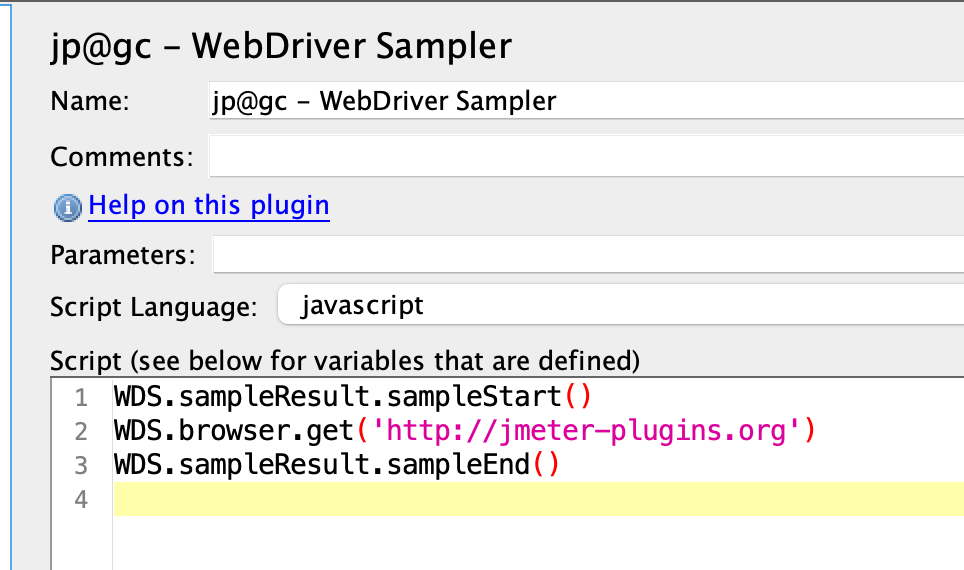 jp@gc – WebDriver Sampler
Name: jp@gc – WebDriver Sampler
Comments:
Help on this plugin
Parameters:
Script Language: javascript
Script (see below for variables that are defined)
1 WDS.sampleResult.sampleStart()
2 WDS.browser.get('http://jmeter-plugins.org')
3 WDS.sampleResult.sampleEnd()
4